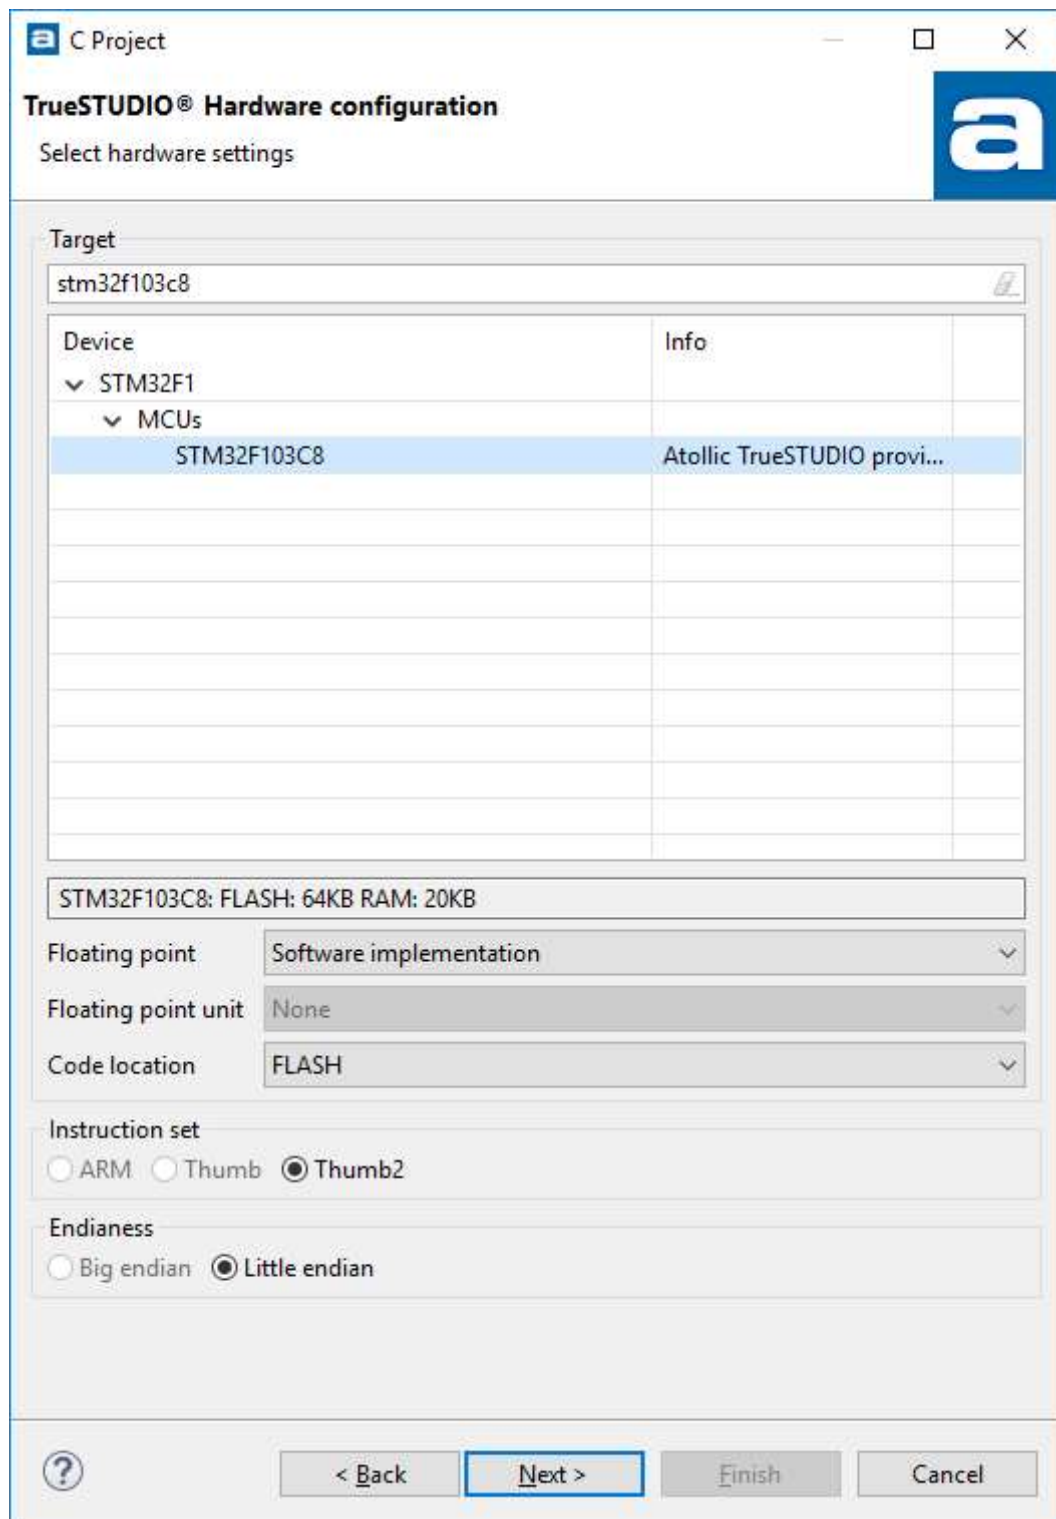 a C Project
TrueSTUDIO® Hardware configuration
Select hardware settings
a
Target
stm32f103c8
Device Info
STM32F1
MCUs
STM32F103C8 Atollic TrueSTUDIO provi...
STM32F103C8: FLASH: 64KB RAM: 20KB
Floating point Software implementation
Floating point unit None
Code location FLASH
Instruction set
ARM Thumb Thumb2
Endianess
Big endian Little endian
? < Back Next > Finish Cancel